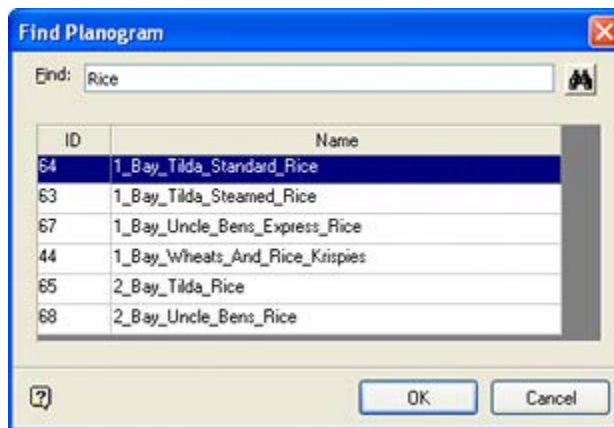 Find Planogram
Find: Rice
ID Name
64 1_Bay_Tilda_Standard_Rice
63 1_Bay_Tilda_Steamed_Rice
67 1_Bay_Uncle_Bens_Express_Rice
44 1_Bay_Wheats_And_Rice_Krispies
65 2_Bay_Tilda_Rice
68 2_Bay_Uncle_Bens_Rice
OK Cancel